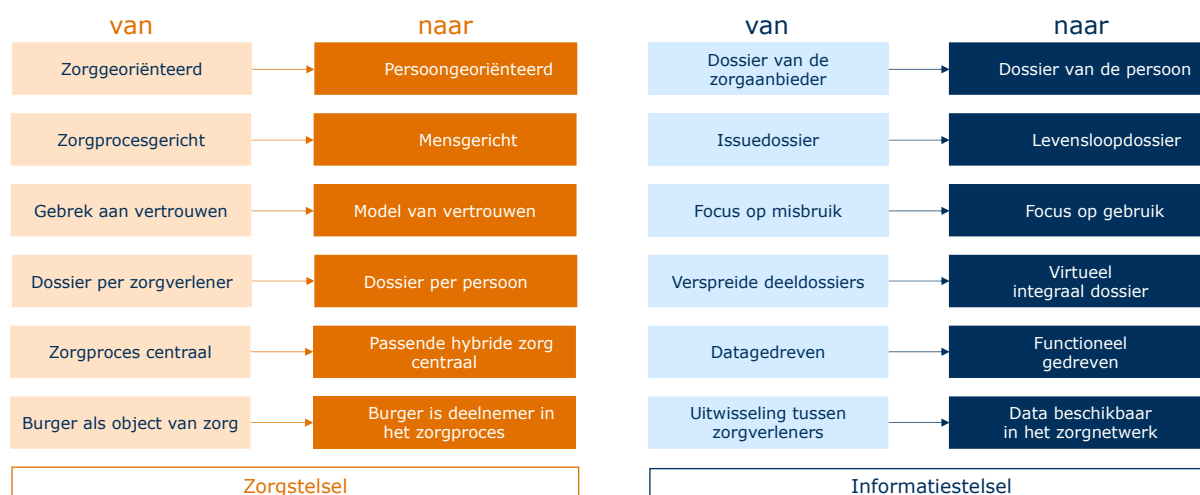 van naar
Zorggeoriënteerd Persoongeoriënteerd
Zorgprocesgericht Mensgericht
Gebrek aan vertrouwen Model van vertrouwen
Dossier per zorgverlener Dossier per persoon
Zorgproces centraal Passende hybride zorg
centraal
Burger als object van zorg Burger is deelnemer in
het zorgproces
Zorgstelsel
van naar
Dossier van de
zorgaanbieder
Dossier van de persoon
Issuedossier Levensloopdossier
Focus op misbruik Focus op gebruik
Verspreide deeldossiers Virtueel
integraal dossier
Datagedreven Functioneel
gedreven
Uitwisseling tussen
zorgverleners
Data beschikbaar
in het zorgnetwerk
Informatiestelsel